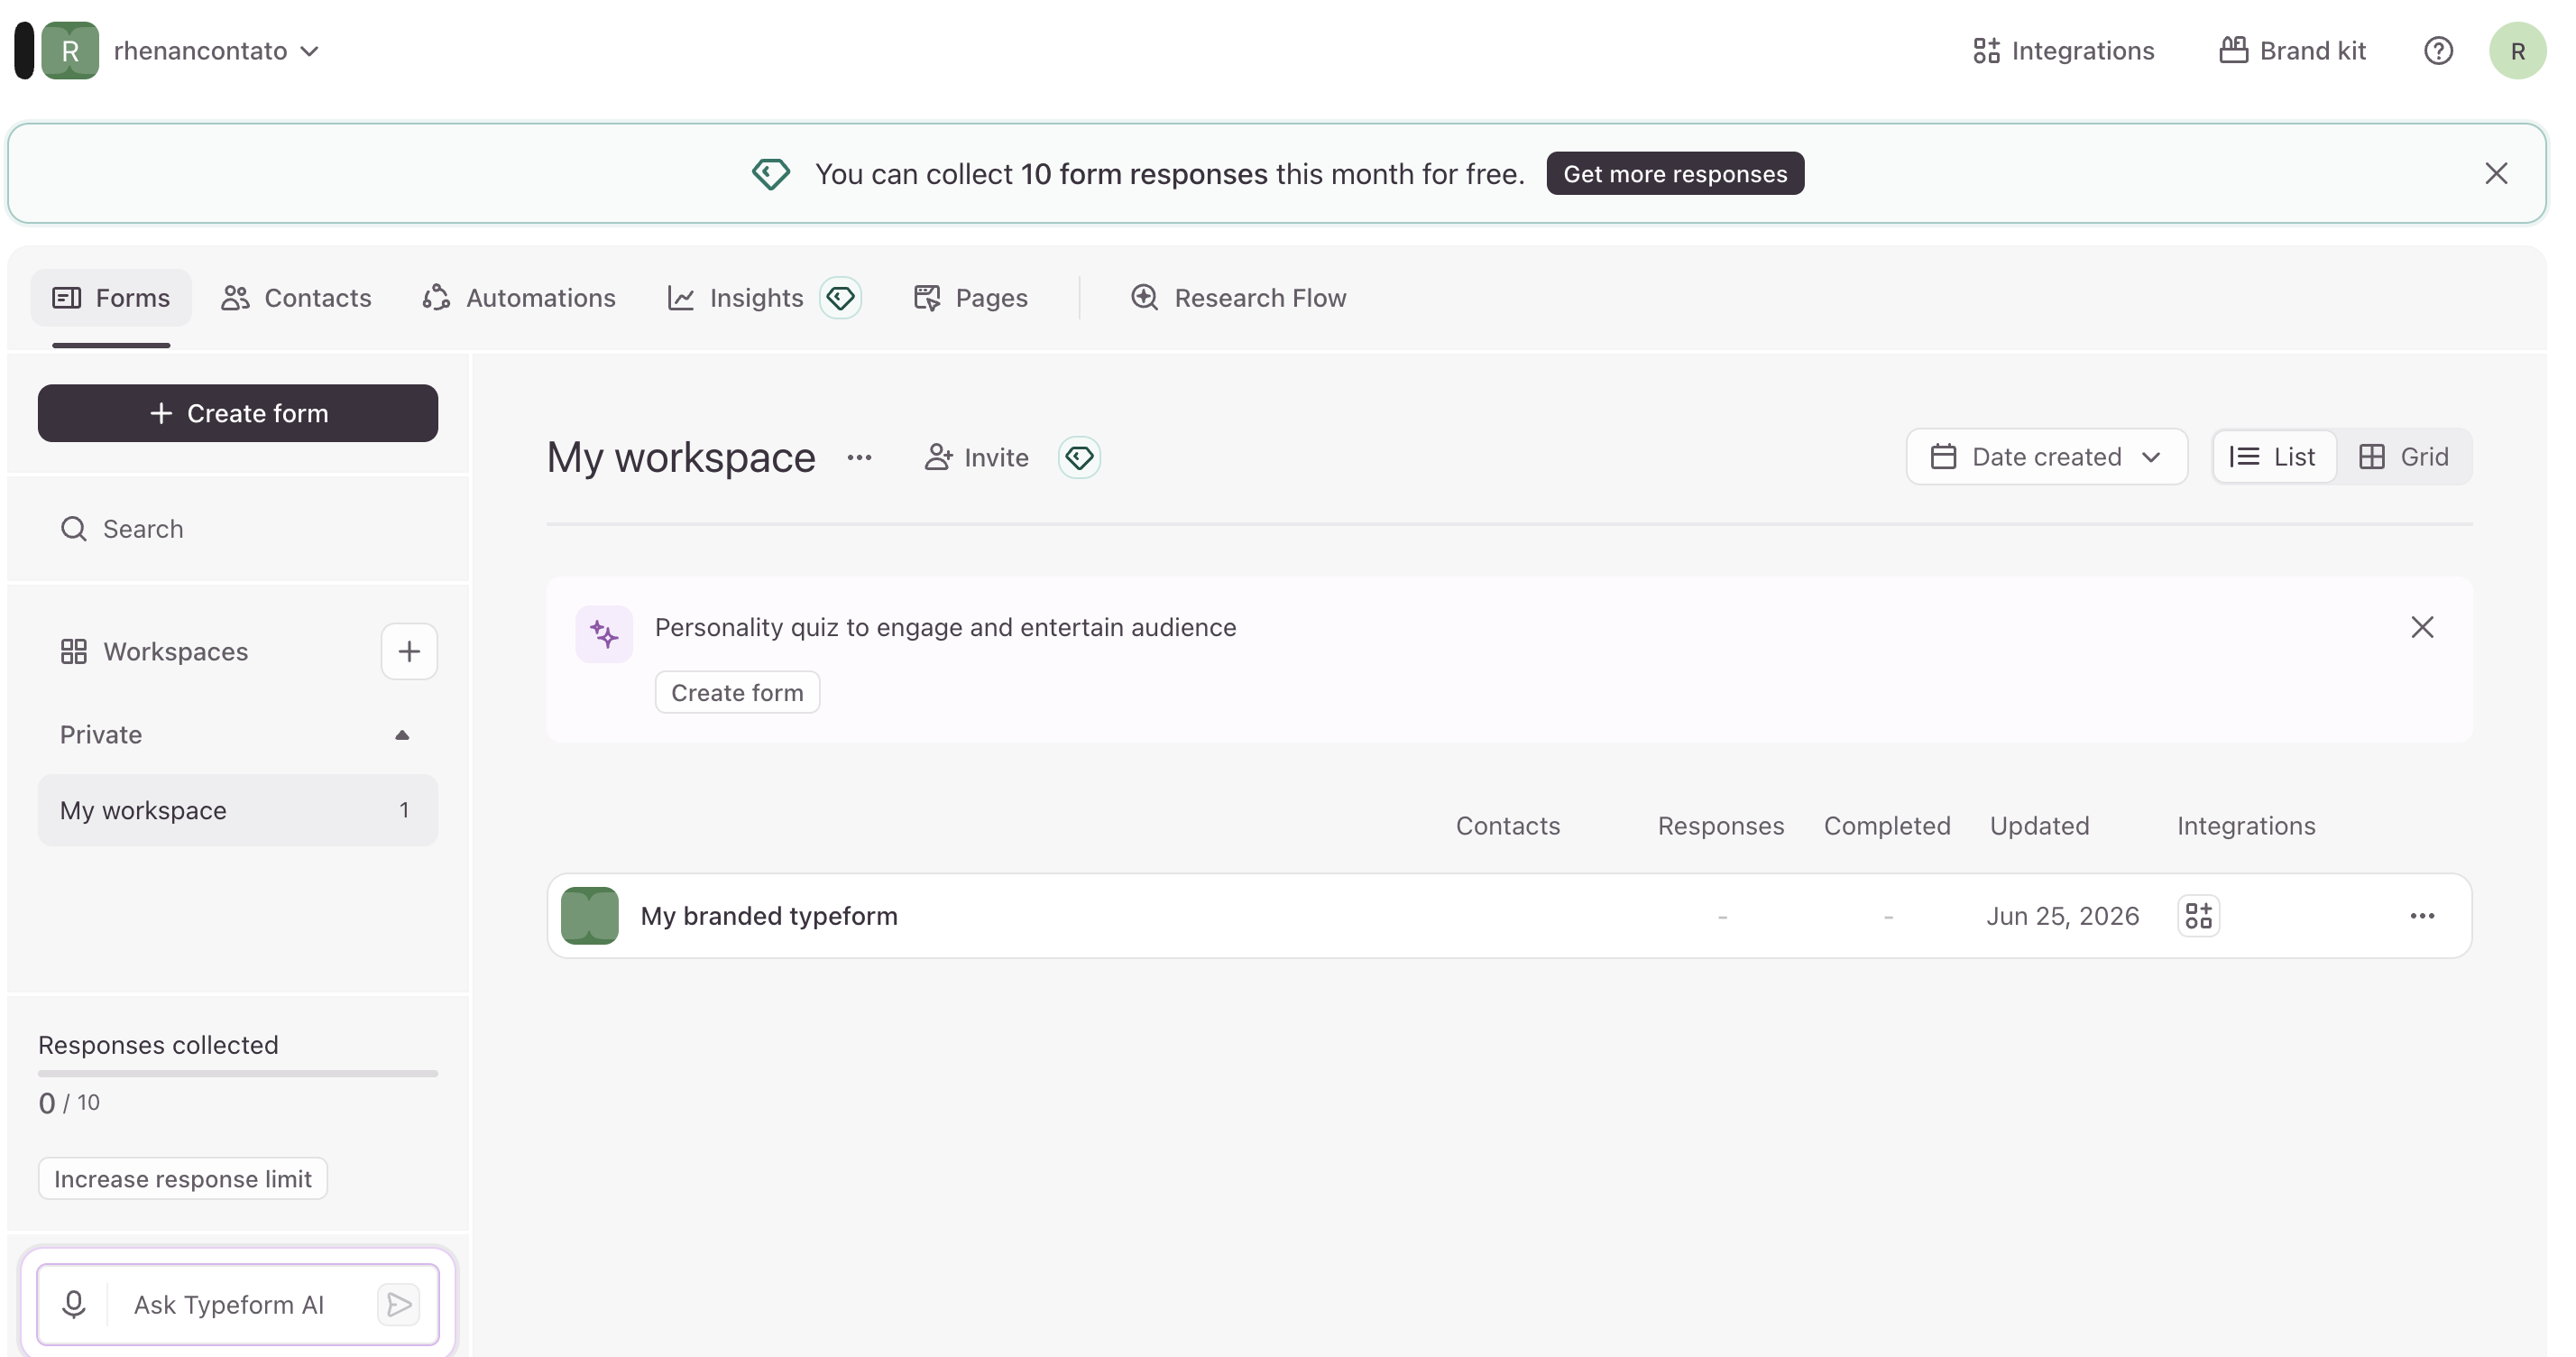 R rhenancontato
Integrations Brand kit R
You can collect 10 form responses this month for free. Get more responses
Forms Contacts Automations Insights Pages Research Flow
+ Create form
Search
Workspaces +
Private
My workspace 1
Responses collected
0 / 10
Increase response limit
Ask Typeform AI
My workspace ... Invite Date created List Grid
Personality quiz to engage and entertain audience
Create form
Contacts Responses Completed Updated Integrations
My branded typeform - - Jun 25, 2026 ...